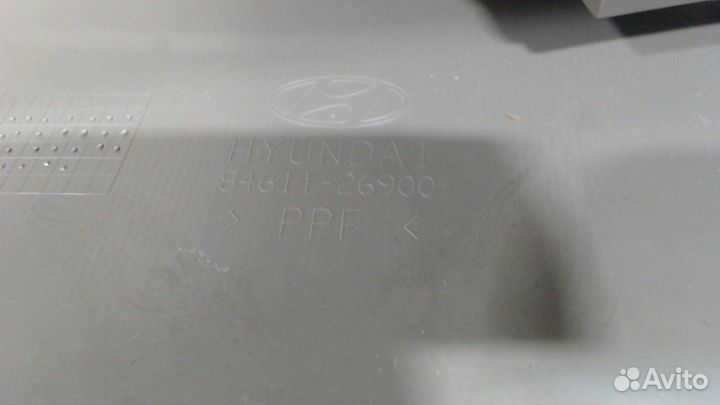 HYUNDAI
84611-26900
> PPF <
Avito